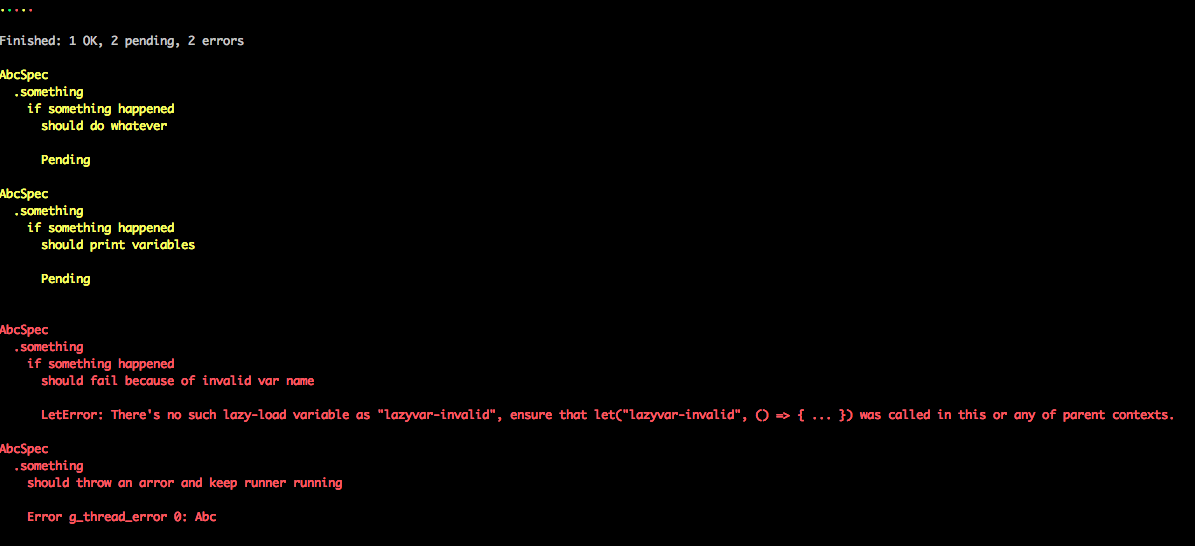 .....
Finished: 1 OK, 2 pending, 2 errors
AbcSpec
.something
if something happened
should do whatever
Pending
AbcSpec
.something
if something happened
should print variables
Pending
AbcSpec
.something
if something happened
should fail because of invalid var name
LetError: There's no such lazy-load variable as "lazyvar-invalid", ensure that let("lazyvar-invalid", () => { ... }) was called in this or any of parent contexts.
AbcSpec
.something
should throw an arror and keep runner running
Error g_thread_error 0: Abc